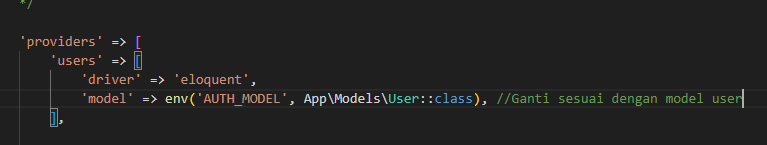 */
'providers' => [
'users' => [
'driver' => 'eloquent',
'model' => env('AUTH_MODEL', App\Models\User::class), //Ganti sesuai dengan model user
],